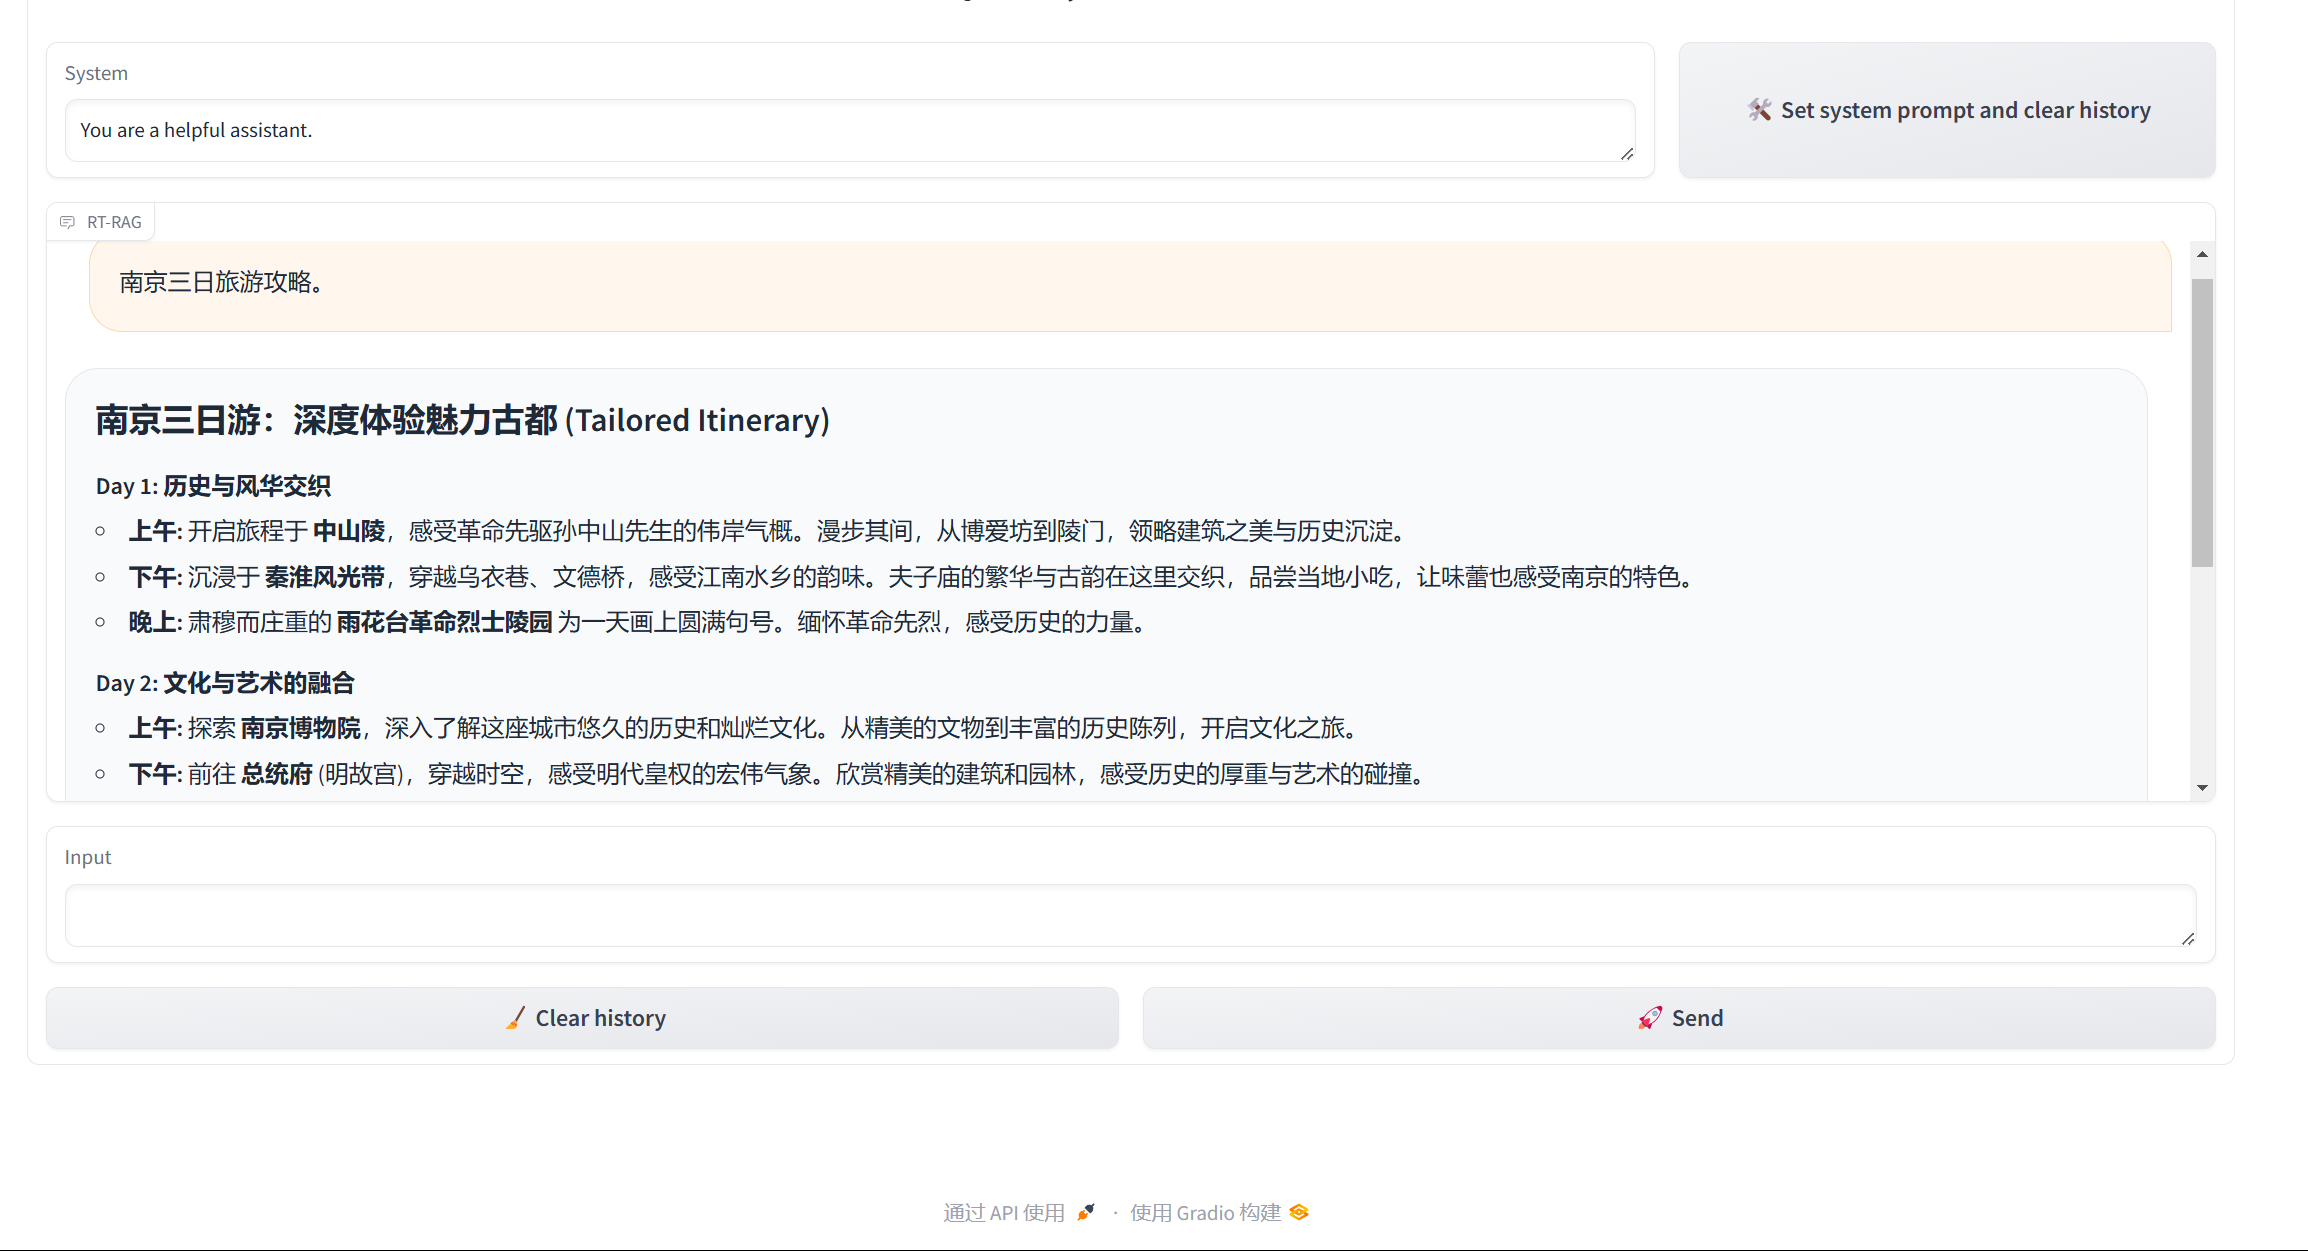 System
You are a helpful assistant.
🛠️ Set system prompt and clear history
RT-RAG
南京三日旅游攻略。
南京三日游：深度体验魅力古都 (Tailored Itinerary)
Day 1: 历史与风华交织
上午: 开启旅程于 中山陵，感受革命先驱孙中山先生的伟岸气概。漫步其间，从博爱坊到陵门，领略建筑之美与历史沉淀。
下午: 沉浸于 秦淮风光带，穿越乌衣巷、文德桥，感受江南水乡的韵味。夫子庙的繁华与古韵在这里交织，品尝当地小吃，让味蕾也感受南京的特色。
晚上: 肃穆而庄重的 雨花台革命烈士陵园 为一天画上圆满句号。缅怀革命先烈，感受历史的力量。
Day 2: 文化与艺术的融合
上午: 探索 南京博物院，深入了解这座城市悠久的历史和灿烂文化。从精美的文物到丰富的历史陈列，开启文化之旅。
下午: 前往 总统府 (明故宫)，穿越时空，感受明代皇权的宏伟气象。欣赏精美的建筑和园林，感受历史的厚重与艺术的碰撞。
Input
🧹 Clear history
🚀 Send
通过 API 使用 · 使用 Gradio 构建